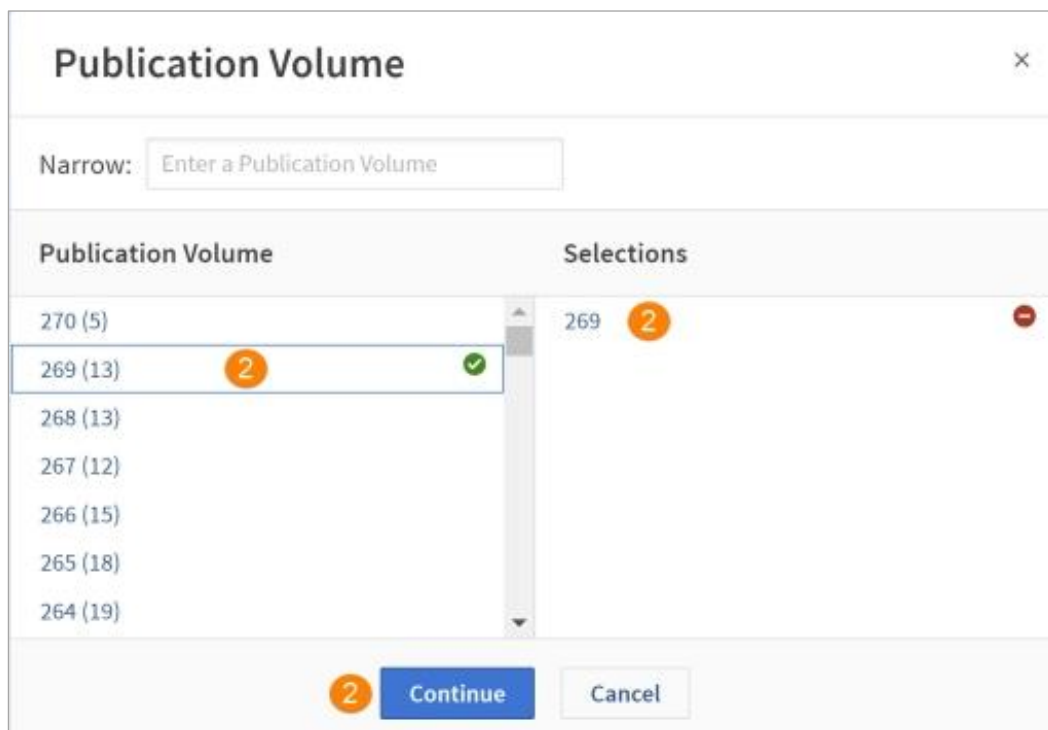 Publication Volume ×
Narrow: Enter a Publication Volume
Publication Volume Selections
270 (5) 269 2
269 (13) 2
268 (13)
267 (12)
266 (15)
265 (18)
264 (19)
2 Continue Cancel